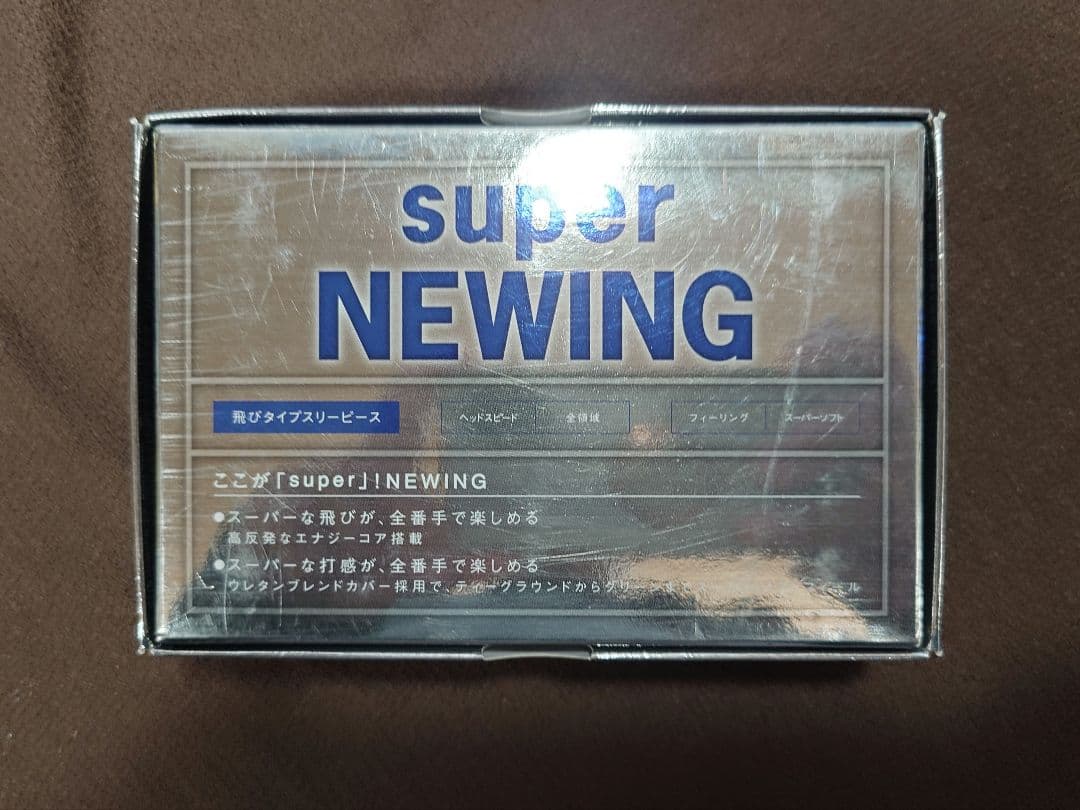 super
NEWING
飛びタイプスリーピース ヘッドスピード 全領域 フィーリング スーパーソフト
ここが「super」!NEWING
●スーパーな飛びが、全番手で楽しめる
高反発なエナジーコア搭載
●スーパーな打感が、全番手で楽しめる
ウレタンブレンドカバー採用で、ティーグラウンドからグリー